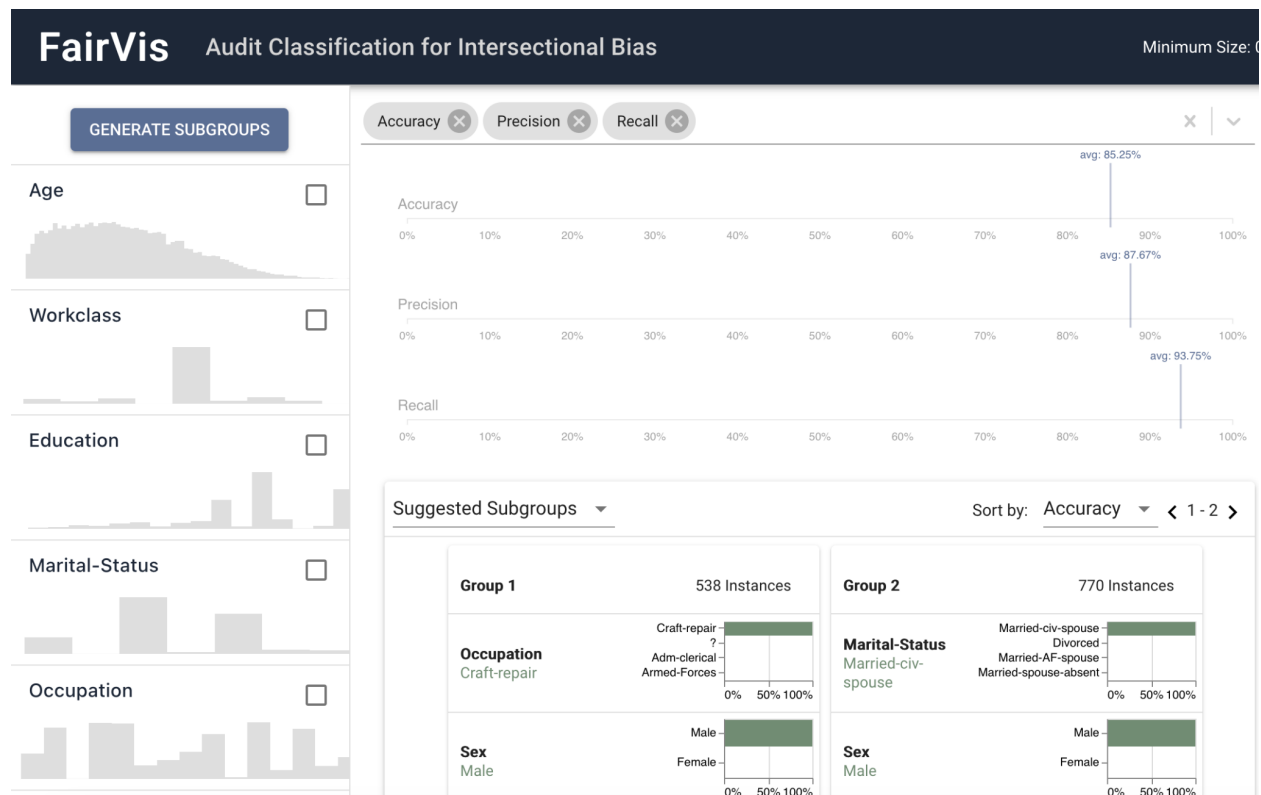 FairVis Audit Classification for Intersectional Bias Minimum Size:
GENERATE SUBGROUPS
Age
Workclass
Education
Marital-Status
Occupation
Accuracy Precision Recall
avg: 85.25%
Accuracy
0% 10% 20% 30% 40% 50% 60% 70% 80% 90% 100%
avg: 87.67%
Precision
0% 10% 20% 30% 40% 50% 60% 70% 80% 90% 100%
avg: 93.75%
Recall
0% 10% 20% 30% 40% 50% 60% 70% 80% 90% 100%
Suggested Subgroups Sort by: Accuracy 1 - 2
Group 1 538 Instances
Occupation
Craft-repair
Craft-repair
?
Adm-clerical
Armed-Forces
0% 50% 100%
Sex
Male
Male
Female
0% 50% 100%
Group 2 770 Instances
Marital-Status
Married-civ-
spouse
Married-civ-spouse
Divorced
Married-AF-spouse
Married-spouse-absent
0% 50% 100%
Sex
Male
Male
Female
0% 50% 100%